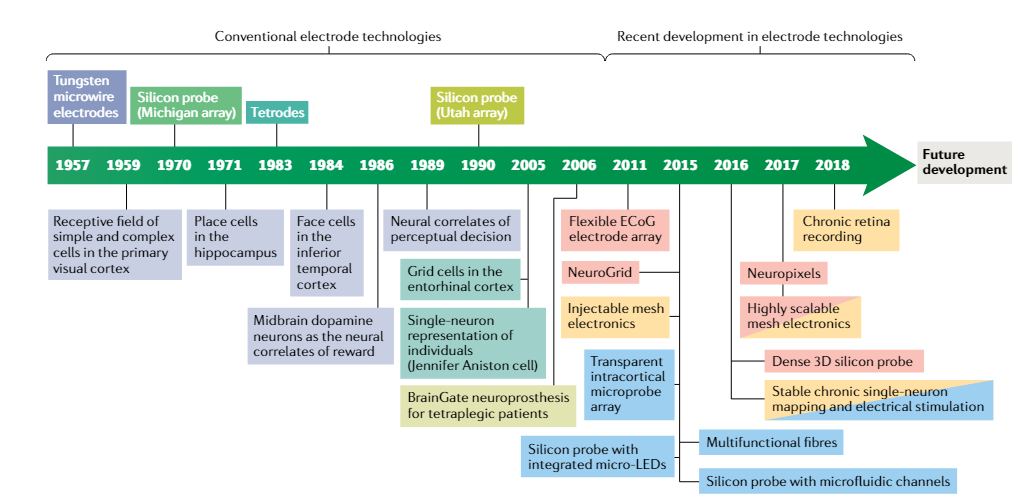 Conventional electrode technologies
Recent development in electrode technologies
Tungsten
microwire
electrodes
Silicon probe
(Michigan array)
Tetrodes
Silicon probe
(Utah array)
1957 1959 1970 1971 1983 1984 1986 1989 1990 2005 2006 2011 2015 2016 2017 2018
Future
development
Receptive field of
simple and complex
cells in the primary
visual cortex
Place cells
in the
hippocampus
Face cells
in the
inferior
temporal
cortex
Midbrain dopamine
neurons as the neural
correlates of reward
Neural correlates of
perceptual decision
Grid cells in the
entorhinal cortex
Single-neuron
representation of
individuals
(Jennifer Aniston cell)
BrainGate neuroprosthesis
for tetraplegic patients
Flexible ECoG
electrode array
NeuroGrid
Injectable mesh
electronics
Transparent
intracortical
microprobe
array
Silicon probe with
integrated micro-LEDs
Multifunctional fibres
Silicon probe with microfluidic channels
Chronic retina
recording
Neuropixels
Highly scalable
mesh electronics
Dense 3D silicon probe
Stable chronic single-neuron
mapping and electrical stimulation